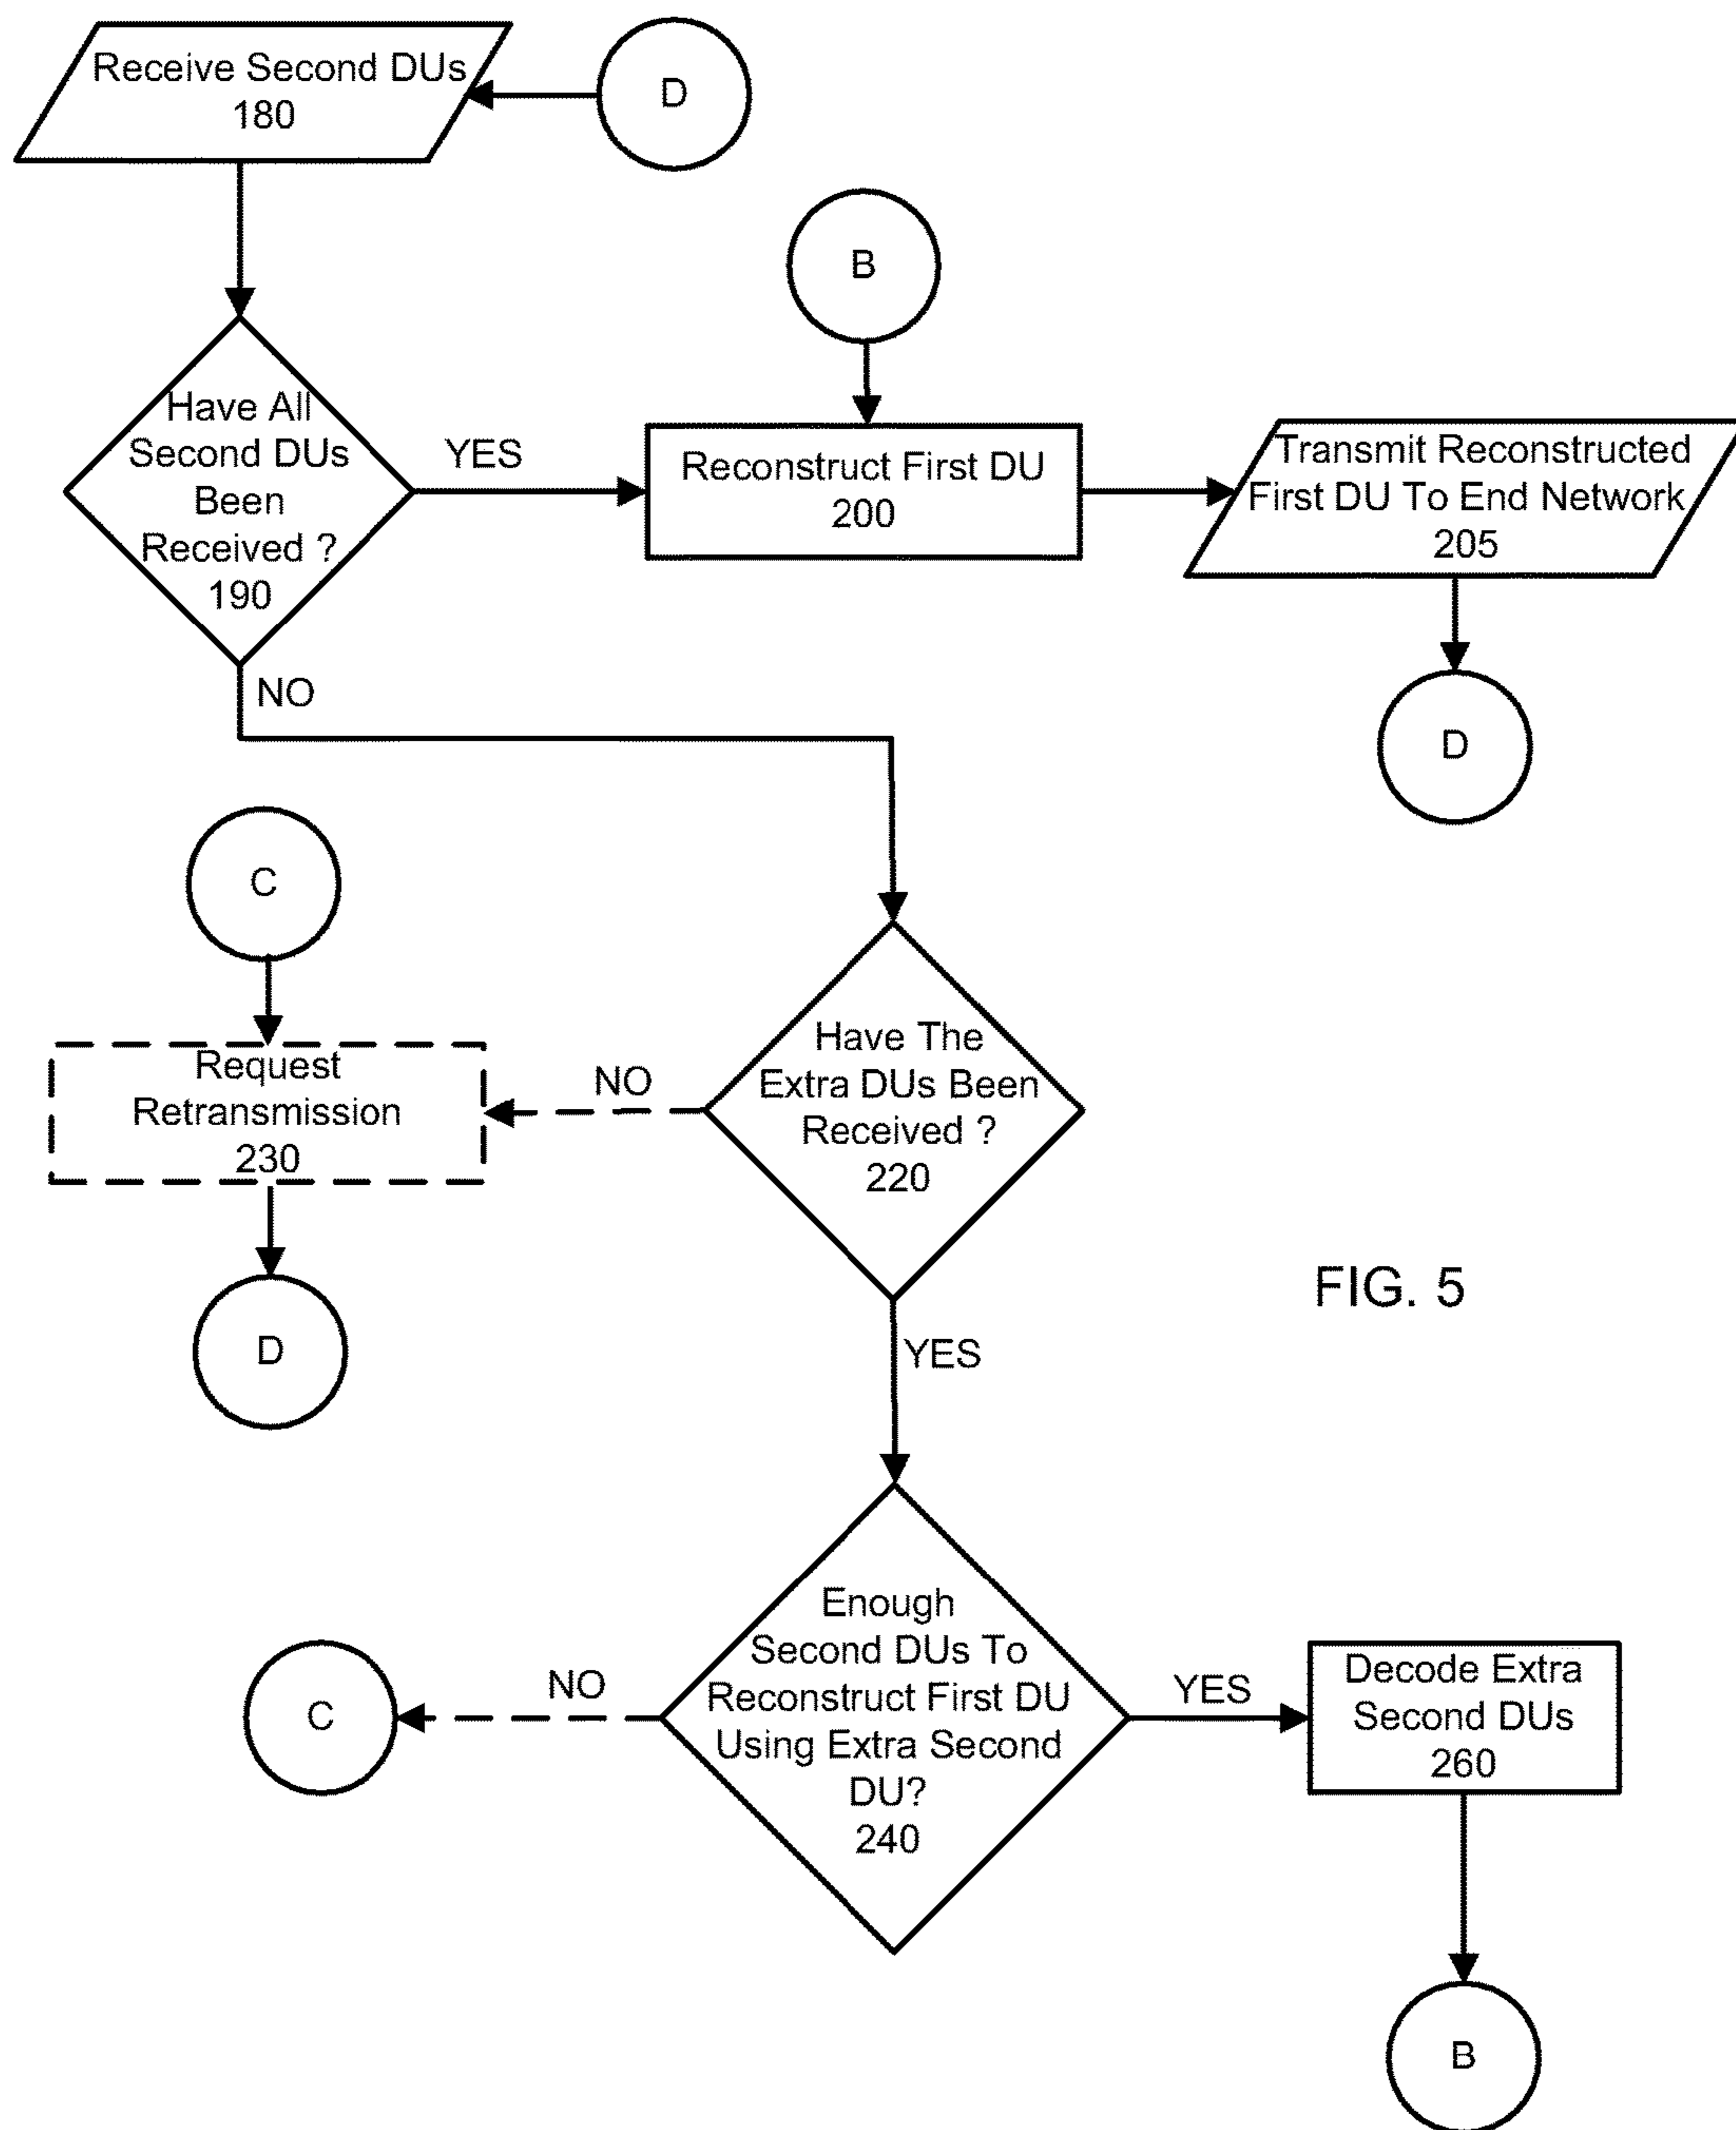 Receive Second DUs
180
D
B
Have All
Second DUs
Been
Received ?
190
YES
Reconstruct First DU
200
Transmit Reconstructed
First DU To End Network
205
NO
D
C
Request
Retransmission
230
NO
Have The
Extra DUs Been
Received ?
220
D
FIG. 5
YES
Enough
Second DUs To
Reconstruct First DU
Using Extra Second
DU?
240
NO
C
YES
Decode Extra
Second DUs
260
B